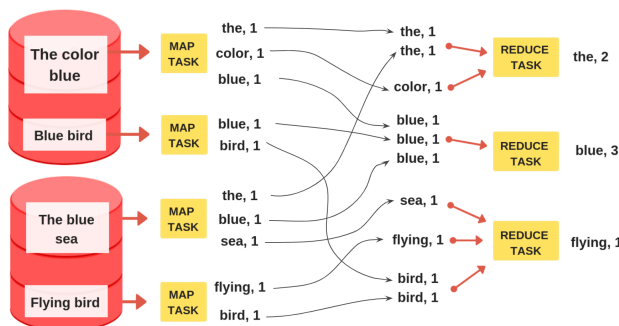 The color
blue
MAP
TASK
the, 1
color, 1
blue, 1
Blue bird
MAP
TASK
blue, 1
bird, 1
The blue
sea
MAP
TASK
the, 1
blue, 1
sea, 1
Flying bird
MAP
TASK
flying, 1
bird, 1
the, 1
the, 1
color, 1
blue, 1
blue, 1
blue, 1
sea, 1
flying, 1
bird, 1
bird, 1
REDUCE
TASK
the, 2
REDUCE
TASK
blue, 3
REDUCE
TASK
flying, 1